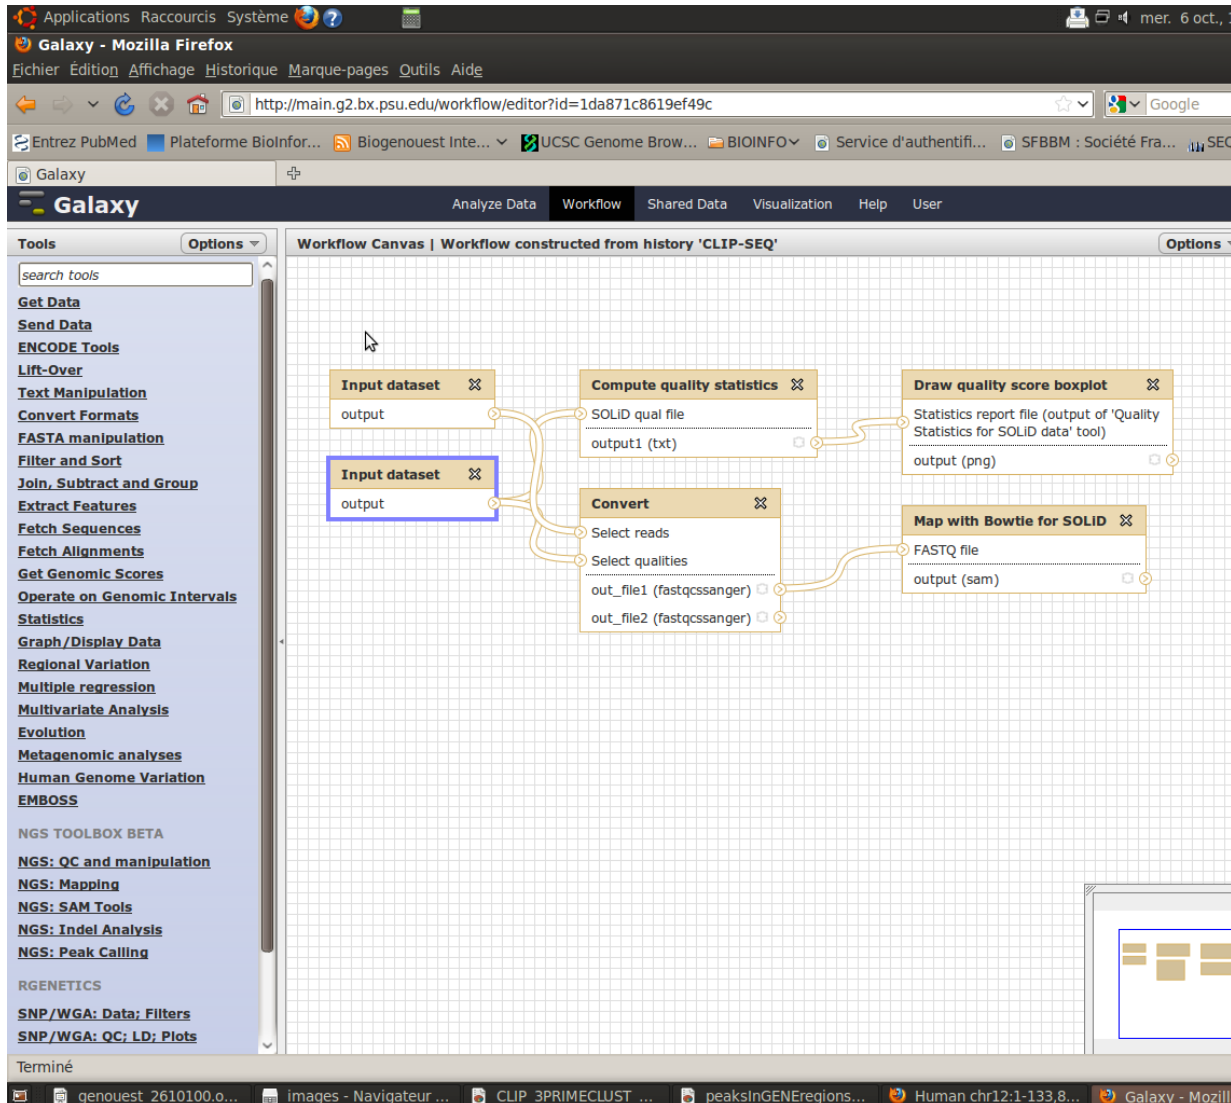 Applications Raccourcis Système
mer. 6 oct.,
Galaxy - Mozilla Firefox
Fichier Édition Affichage Historique Marque-pages Outils Aide
http://main.g2.bx.psu.edu/workflow/editor?id=1da871c8619ef49c
Google
Entrez PubMed Plateforme BioInfor... Biogenouest Inte... UCSC Genome Brow... BIOINFO Service d'authentifi... SFBBM : Société Fra...
Galaxy
Galaxy Analyze Data Workflow Shared Data Visualization Help User
Tools Options
Workflow Canvas | Workflow constructed from history 'CLIP-SEQ' Options
search tools
Get Data
Send Data
ENCODE Tools
Lift-Over
Text Manipulation
Convert Formats
FASTA manipulation
Filter and Sort
Join, Subtract and Group
Extract Features
Fetch Sequences
Fetch Alignments
Get Genomic Scores
Operate on Genomic Intervals
Statistics
Graph/Display Data
Regional Variation
Multiple regression
Multivariate Analysis
Evolution
Metagenomic analyses
Human Genome Variation
EMBOSS
NGS TOOLBOX BETA
NGS: QC and manipulation
NGS: Mapping
NGS: SAM Tools
NGS: Indel Analysis
NGS: Peak Calling
RGENETICS
SNP/WGA: Data; Filters
SNP/WGA: QC; LD; Plots
Input dataset
output
Input dataset
output
Compute quality statistics
SOLiD qual file
output1 (txt)
Convert
Select reads
Select qualities
out_file1 (fastqcssanger)
out_file2 (fastqcssanger)
Draw quality score boxplot
Statistics report file (output of 'Quality
Statistics for SOLiD data' tool)
output (png)
Map with Bowtie for SOLiD
FASTQ file
output (sam)
Terminé
genouest_2610100.o... images - Navigateur ... CLIP_3PRIMECLUST_... peaksInGENEregions... Human chr12:1-133,8... Galaxy - Mozill